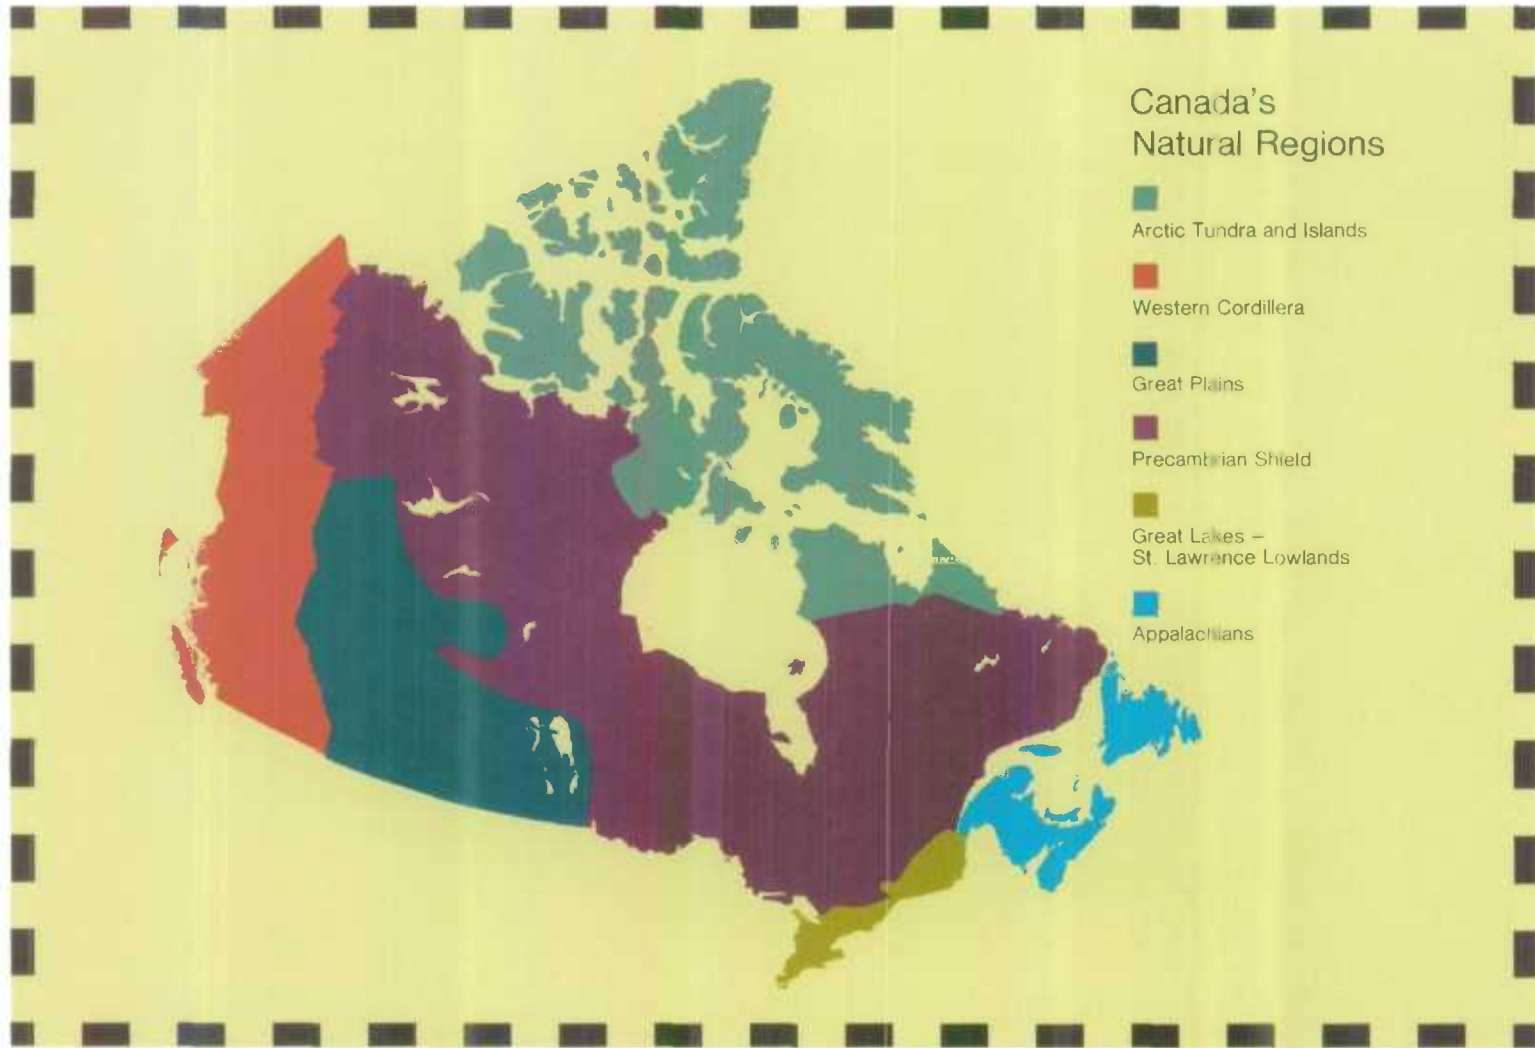 Canada's
Natural Regions
Arctic Tundra and Islands
Western Cordillera
Great Plains
Precambrian Shield
Great Lakes –
St. Lawrence Lowlands
Appalachians